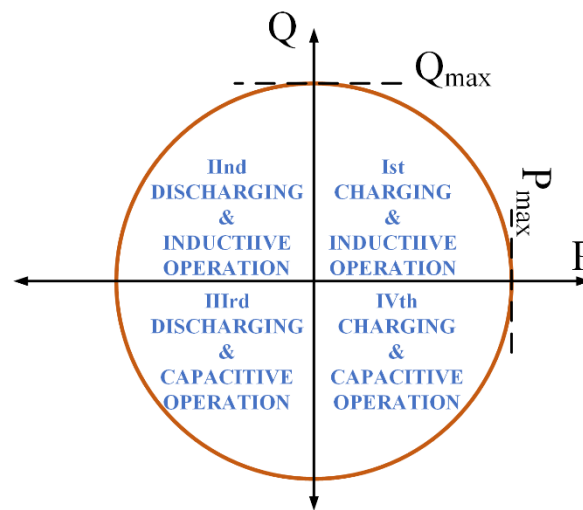 Q
Qmax
IInd
DISCHARGING
&
INDUCTIIVE
OPERATION
Ist
CHARGING
&
INDUCTIIVE
OPERATION
Pmax
P
IIIrd
DISCHARGING
&
CAPACITIVE
OPERATION
IVth
CHARGING
&
CAPACITIVE
OPERATION